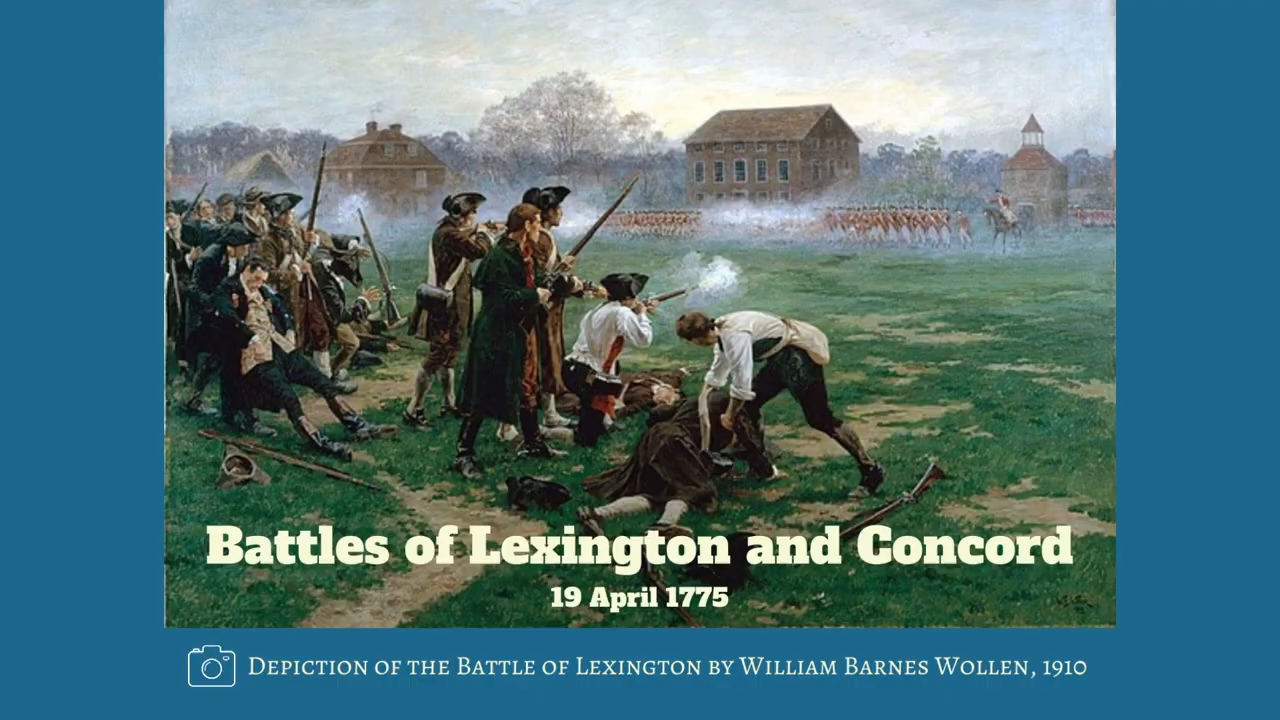 Battles of Lexington and Concord
19 April 1775
Depiction of the Battle of Lexington by William Barnes Wollen, 1910